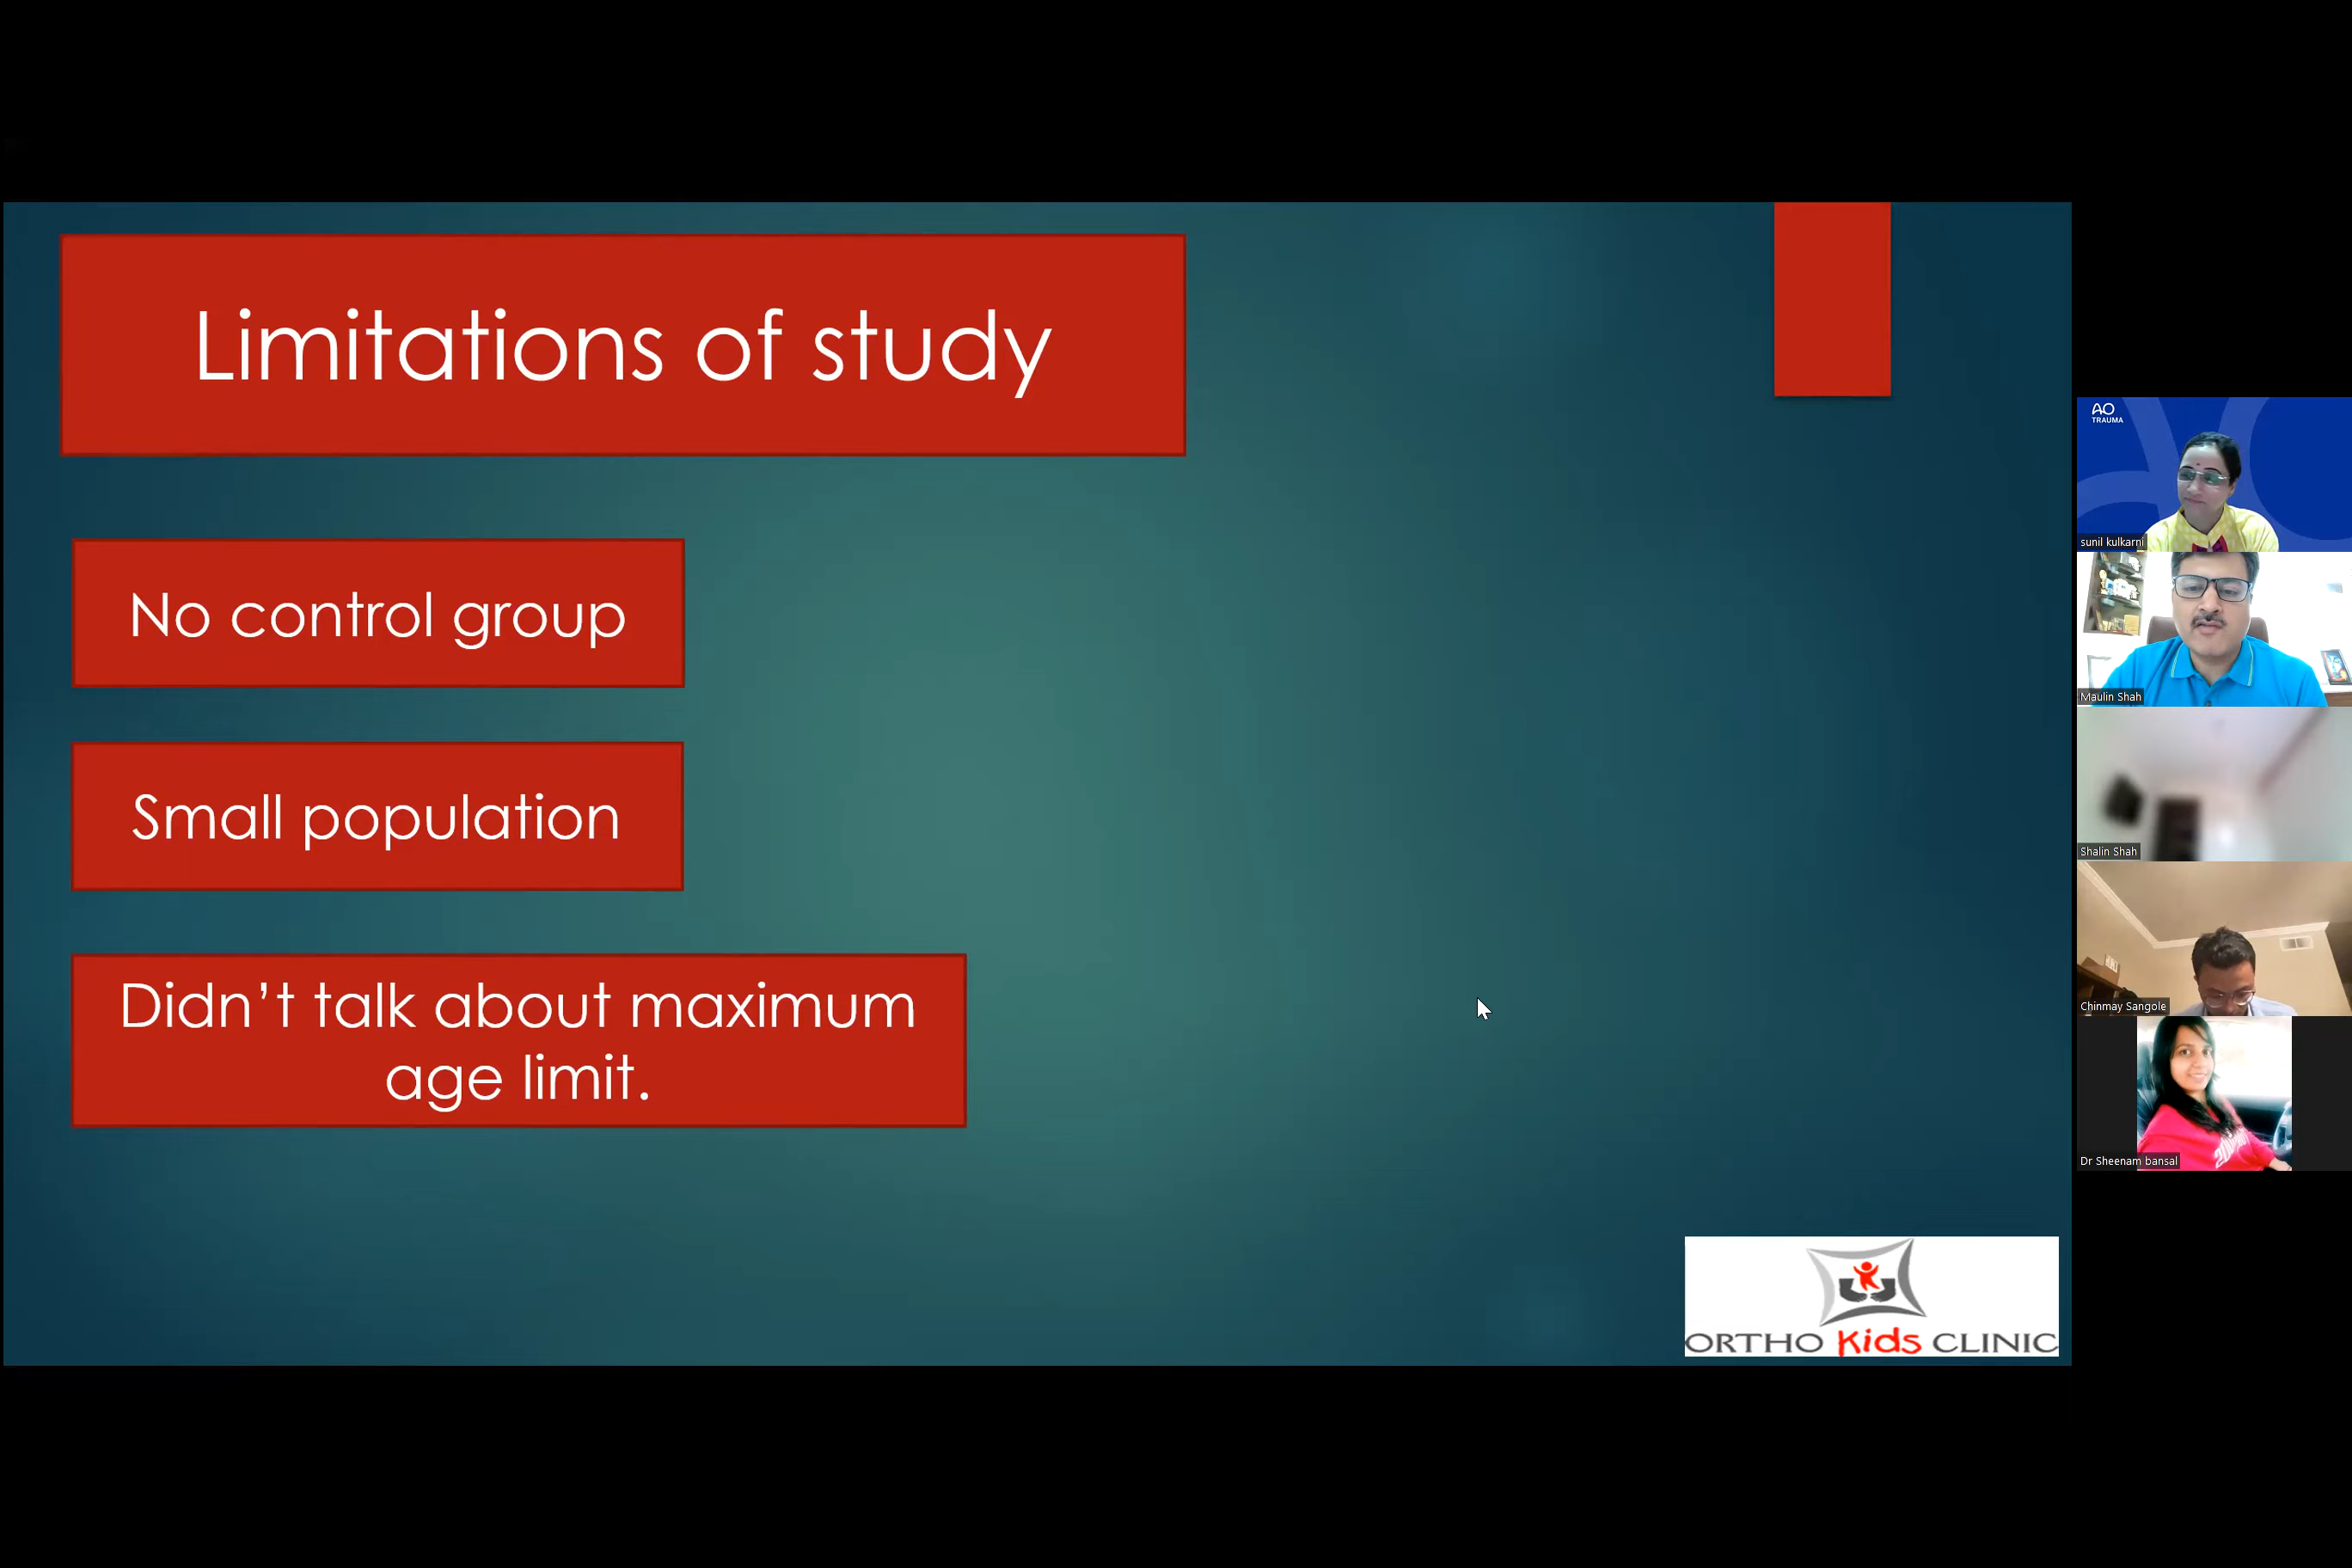 Limitations of study
No control group
Small population
Didn't talk about maximum
age limit.
ORTHO Kids CLINIC
AO
TRAUMA
sunil kulkarni
Maulin Shah
Shalin Shah
Chinmay Sangole
Dr Sheenam bansal